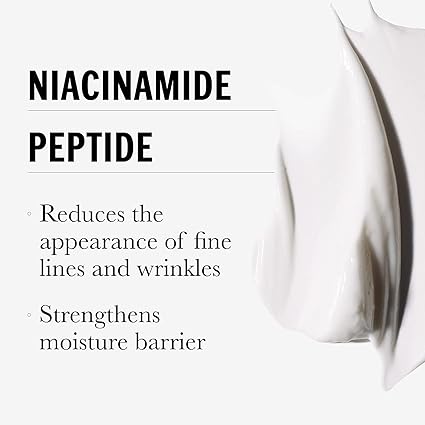 NIACINAMIDE
PEPTIDE
◦ Reduces the
appearance of fine
lines and wrinkles
◦ Strengthens
moisture barrier